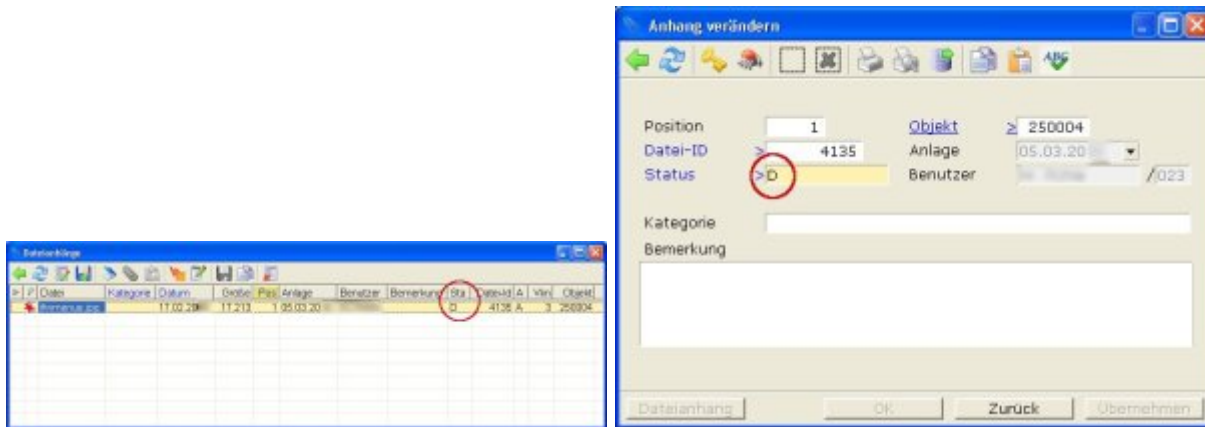 Dateianhänge
Datei Kategorie Datum Größe Pos Anlage Benutzer Bemerkung Sta Datei-Id A Objekt
17.02.20 17.213 1 05.03.20 D 4135 A 3 250004
Anhang verändern
ABC
Position 1 Objekt > 250004
Datei-ID > 4135 Anlage 05.03.20
Status >D Benutzer /023
Kategorie
Bemerkung
Dateianhang OK Zurück Übernehmen